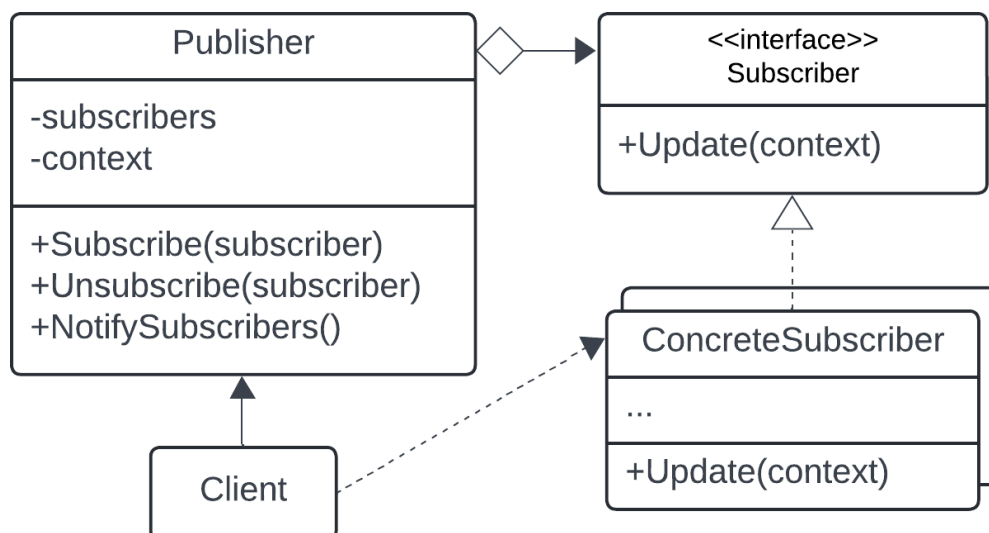 Publisher
-subscribers
-context
+Subscribe(subscriber)
+Unsubscribe(subscriber)
+NotifySubscribers()
<<interface>>
Subscriber
+Update(context)
ConcreteSubscriber
...
+Update(context)
Client